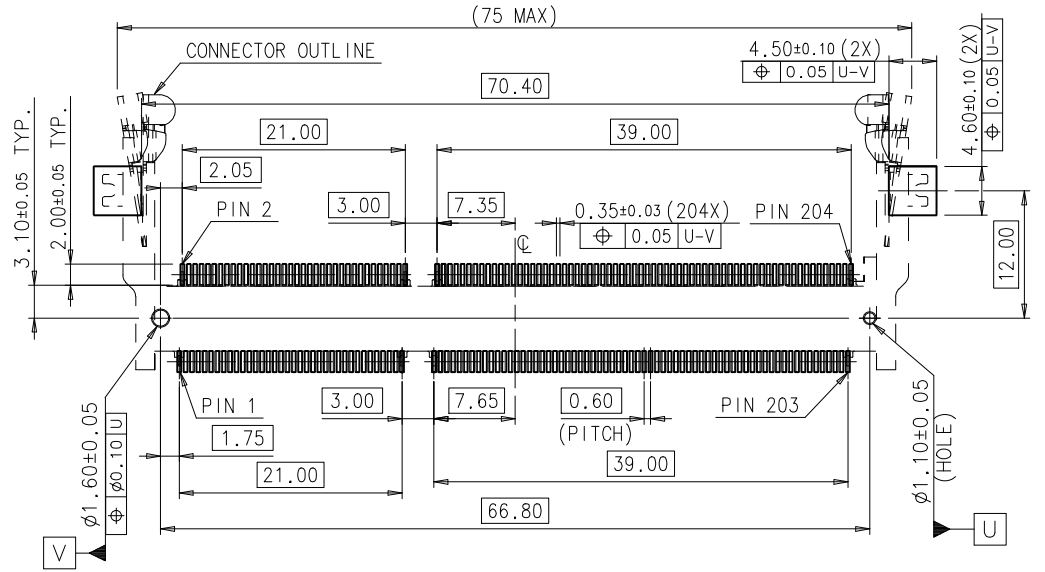 (75 MAX)
CONNECTOR OUTLINE
4.50±0.10 (2X)
⌖ 0.05 U-V
4.60±0.10 (2X)
⌖ 0.05 U-V
70.40
21.00
39.00
3.10±0.05 TYP.
2.00±0.05 TYP.
2.05
PIN 2
3.00
7.35
0.35±0.03 (204X)
⌖ 0.05 U-V
PIN 204
℄
12.00
PIN 1
3.00
7.65
0.60
(PITCH)
PIN 203
1.75
21.00
39.00
66.80
ø1.60±0.05
⌖ ø0.10 U
ø1.10±0.05
(HOLE)
V
U